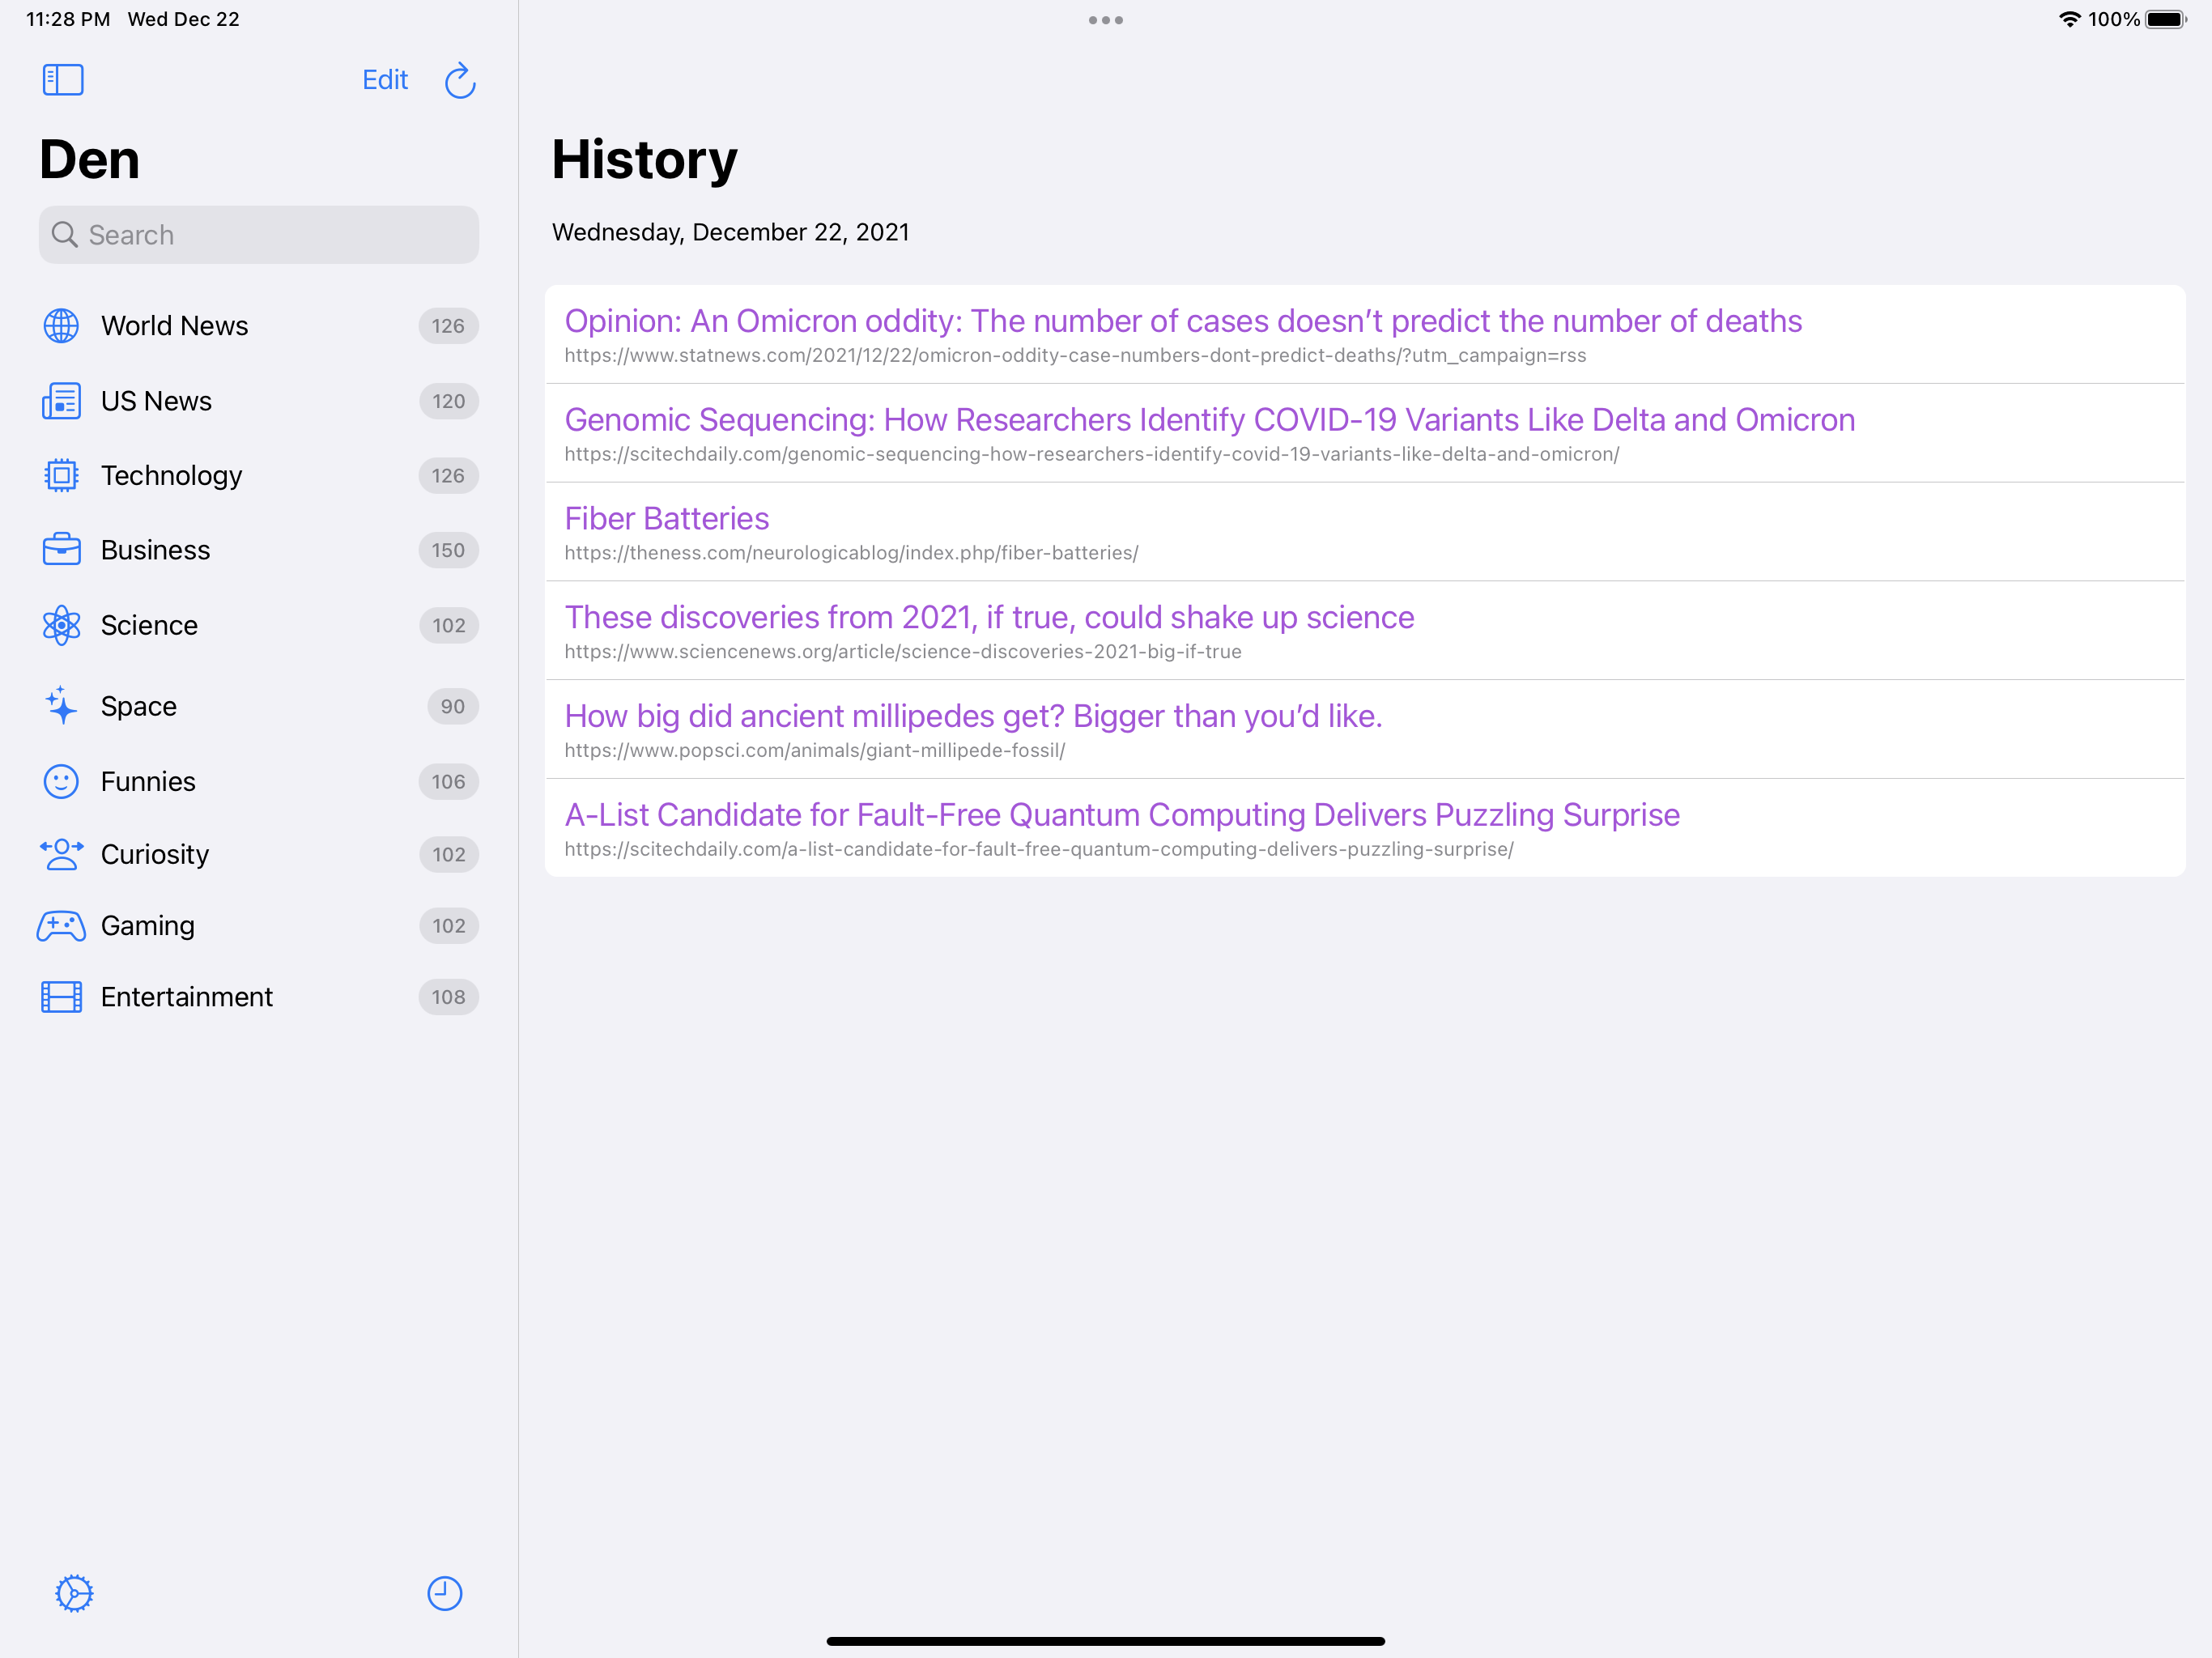 11:28 PM Wed Dec 22
100%
Edit
Den
Search
World News 126
US News 120
Technology 126
Business 150
Science 102
Space 90
Funnies 106
Curiosity 102
Gaming 102
Entertainment 108
History
Wednesday, December 22, 2021
Opinion: An Omicron oddity: The number of cases doesn’t predict the number of deaths
https://www.statnews.com/2021/12/22/omicron-oddity-case-numbers-dont-predict-deaths/?utm_campaign=rss
Genomic Sequencing: How Researchers Identify COVID-19 Variants Like Delta and Omicron
https://scitechdaily.com/genomic-sequencing-how-researchers-identify-covid-19-variants-like-delta-and-omicron/
Fiber Batteries
https://theness.com/neurologicablog/index.php/fiber-batteries/
These discoveries from 2021, if true, could shake up science
https://www.sciencenews.org/article/science-discoveries-2021-big-if-true
How big did ancient millipedes get? Bigger than you’d like.
https://www.popsci.com/animals/giant-millipede-fossil/
A-List Candidate for Fault-Free Quantum Computing Delivers Puzzling Surprise
https://scitechdaily.com/a-list-candidate-for-fault-free-quantum-computing-delivers-puzzling-surprise/